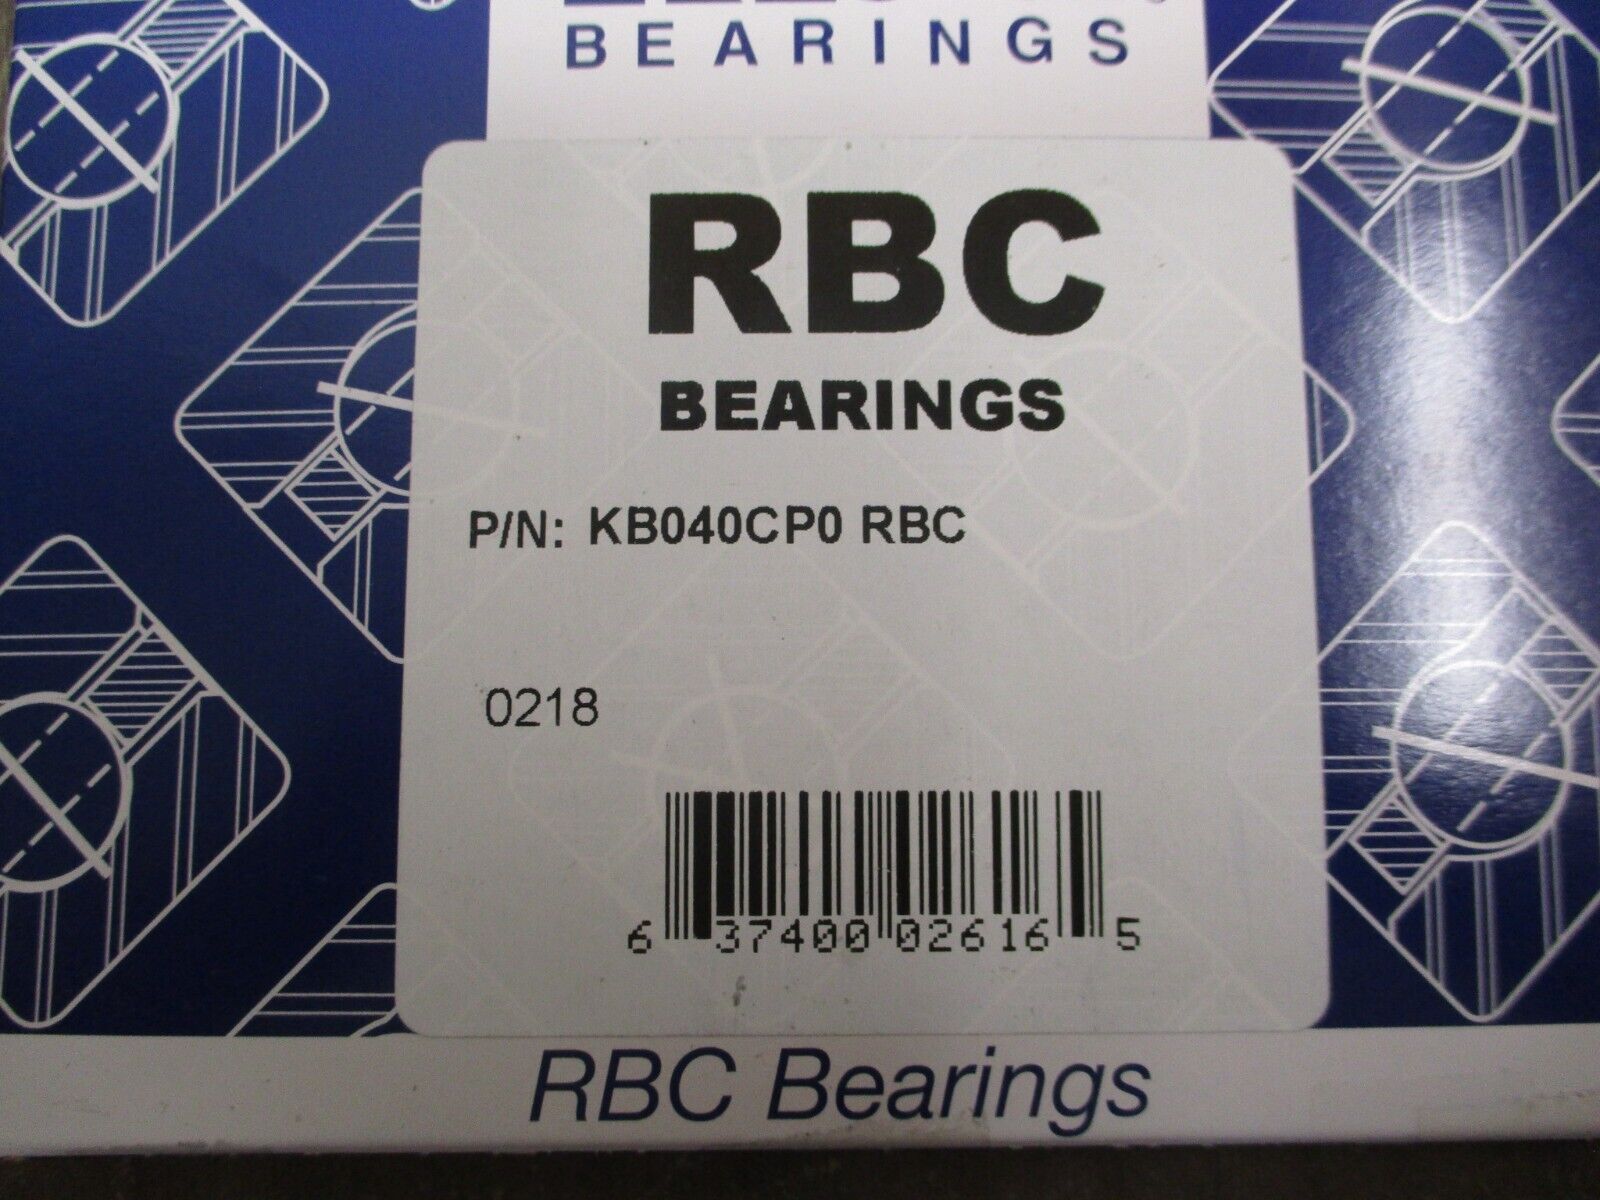 BEARINGS
RBC
BEARINGS
P/N: KB040CP0 RBC
0218
6 37400 02616 5
RBC Bearings